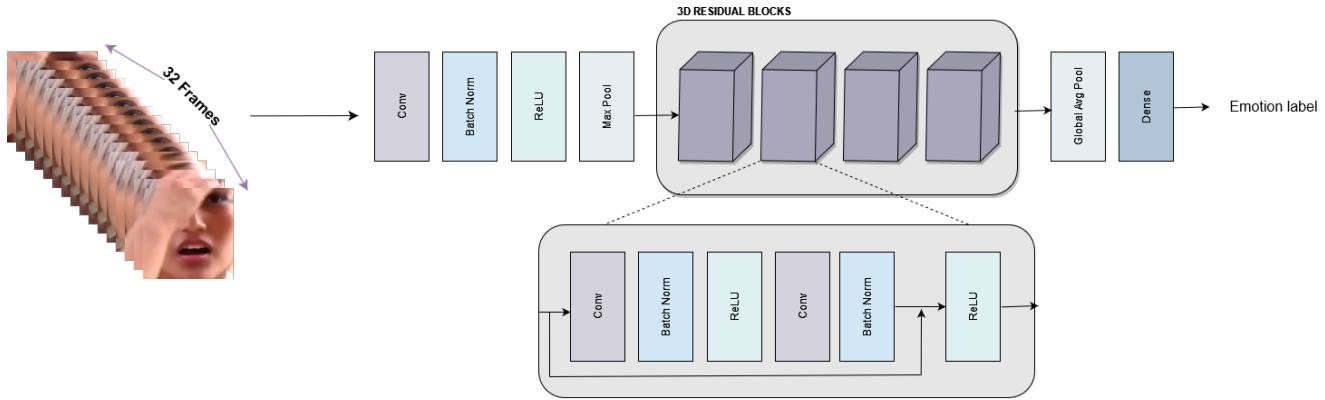 3D RESIDUAL BLOCKS
32 Frames
Conv
Batch Norm
ReLU
Max Pool
Global Avg Pool
Dense
Emotion label
Conv
Batch Norm
ReLU
Conv
Batch Norm
ReLU